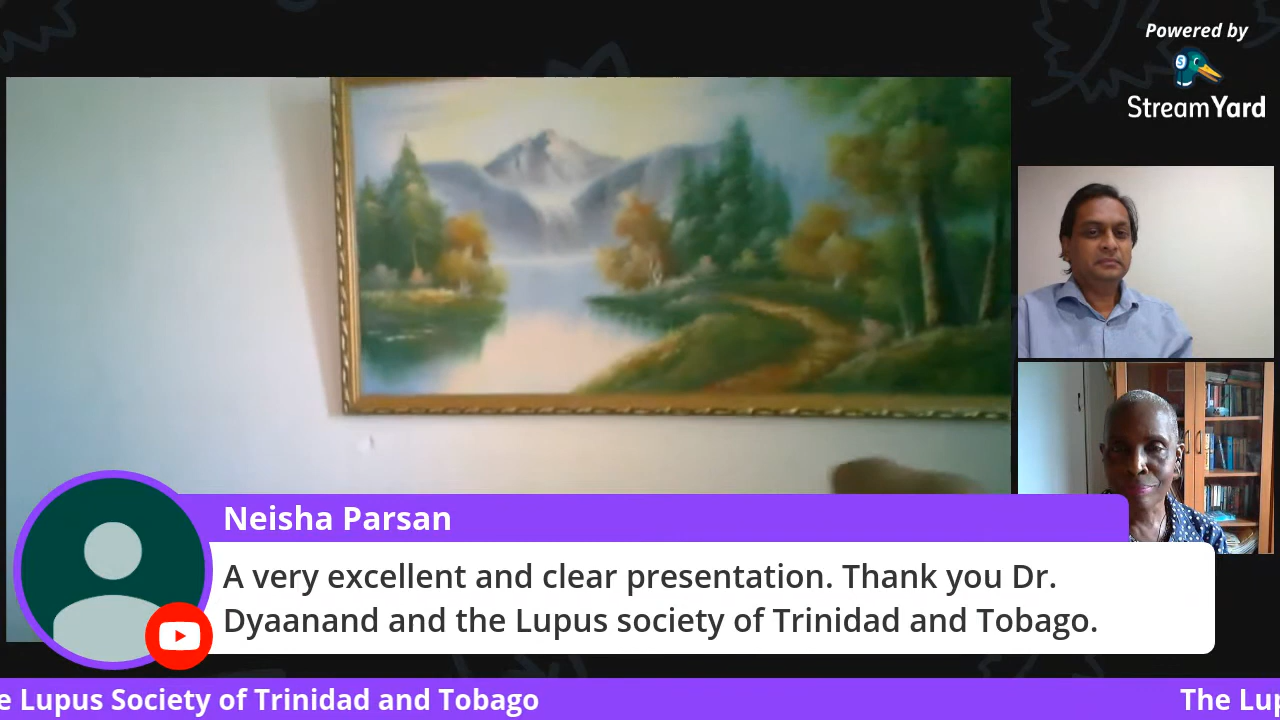 Powered by
StreamYard
Neisha Parsan
A very excellent and clear presentation. Thank you Dr.
Dyaanand and the Lupus society of Trinidad and Tobago.
e Lupus Society of Trinidad and Tobago
The Lup